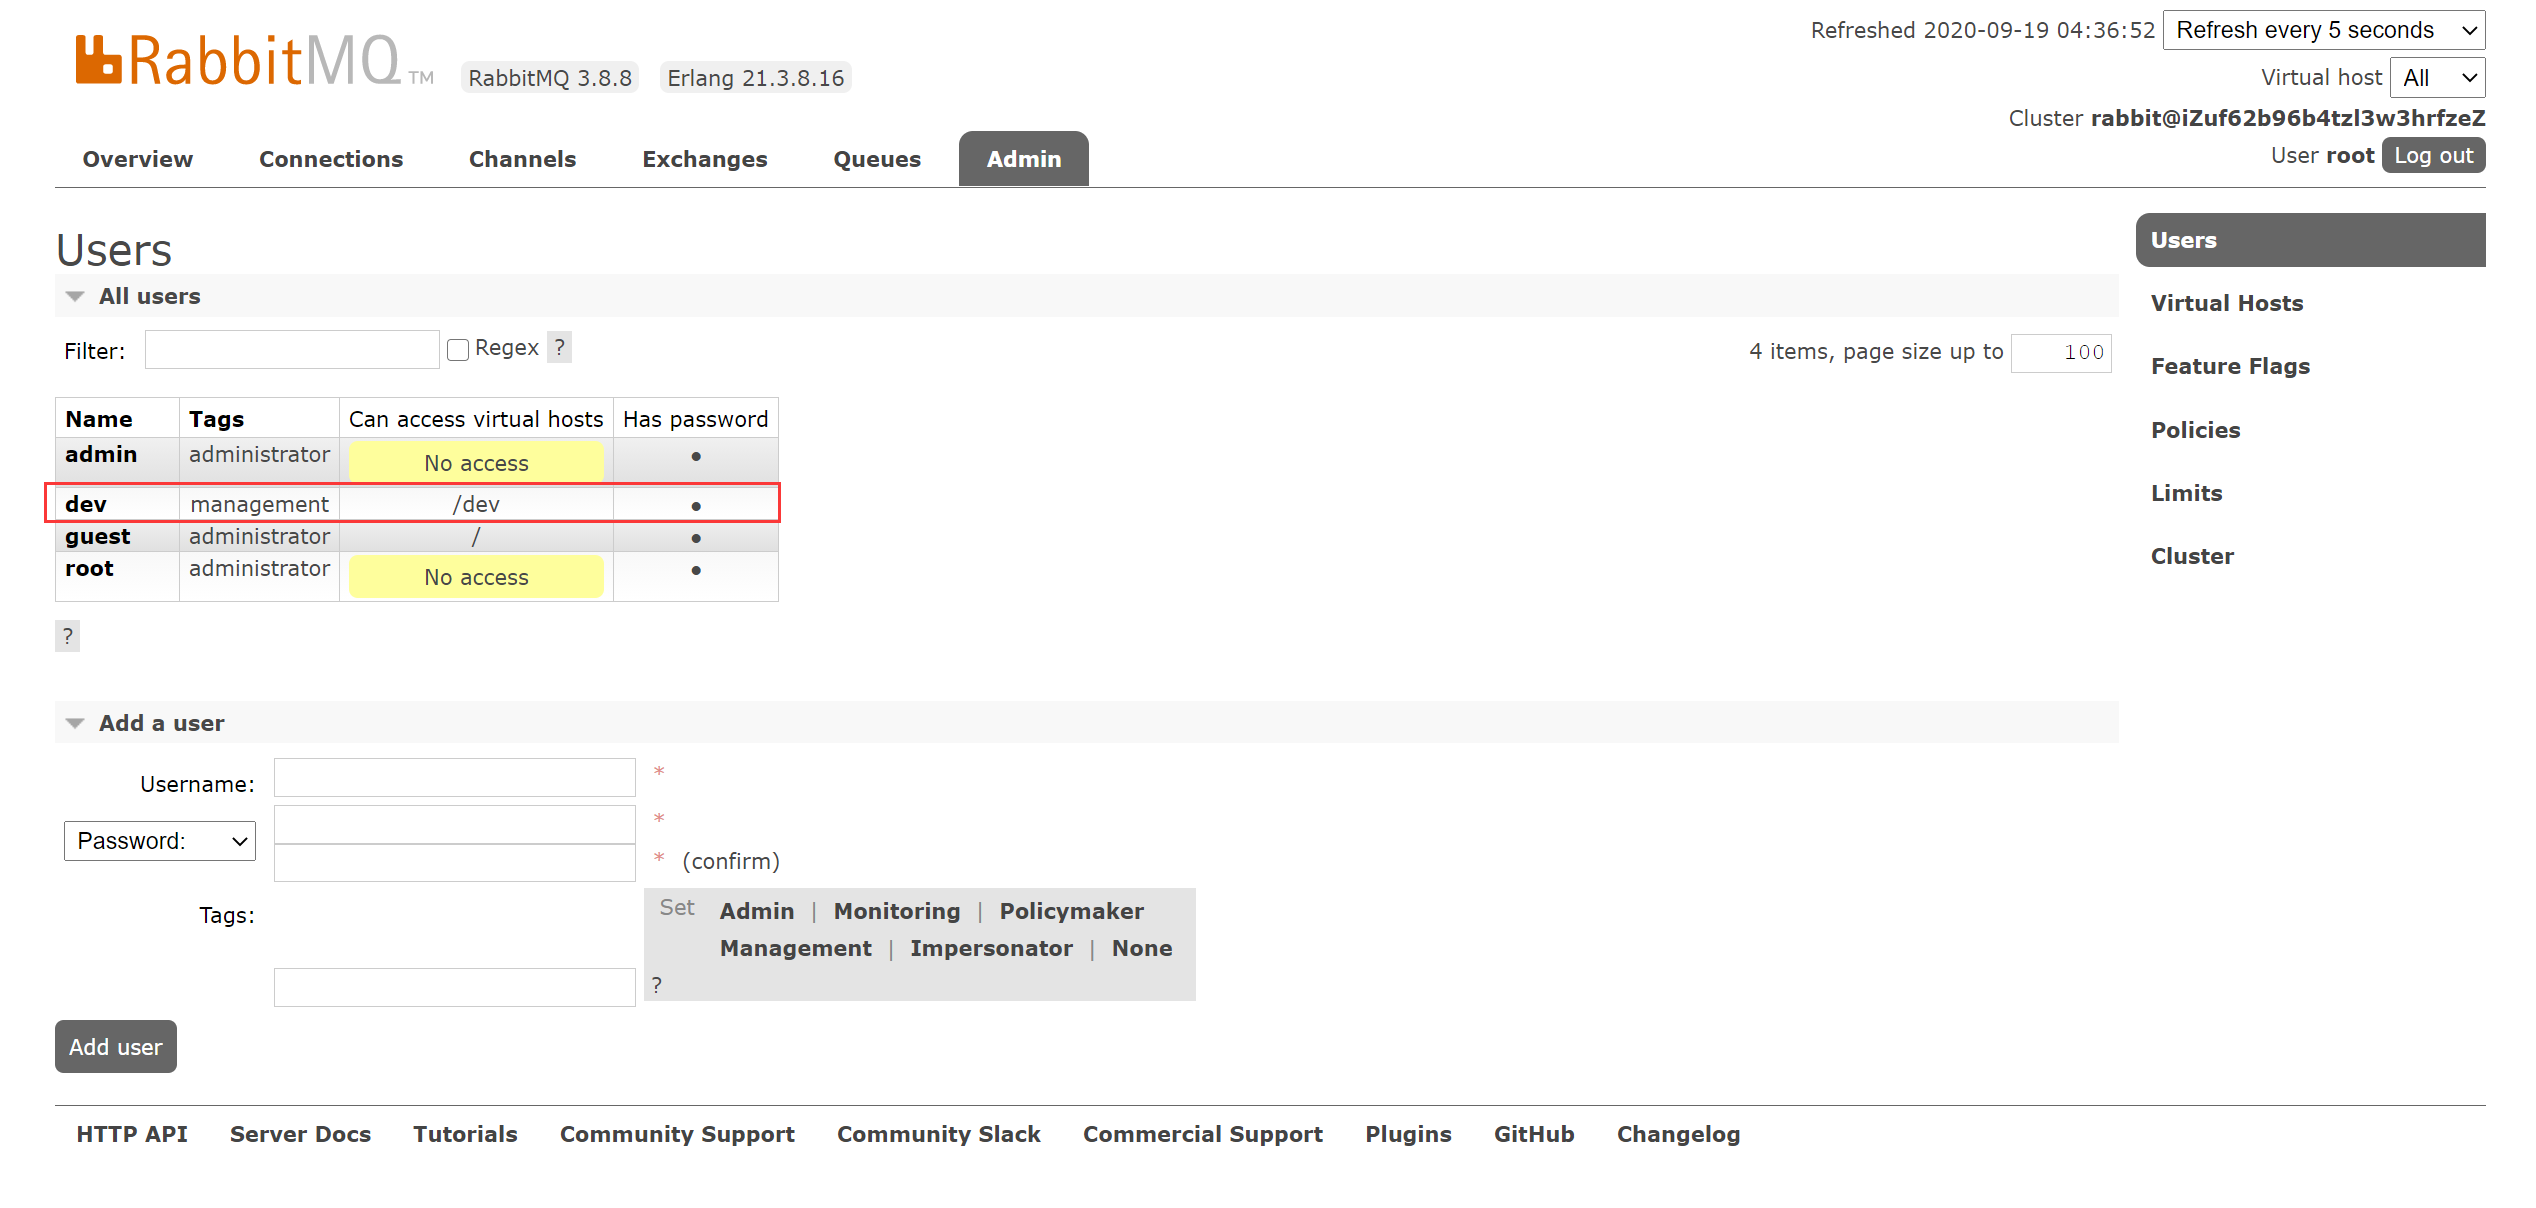 RabbitMQ TM RabbitMQ 3.8.8 Erlang 21.3.8.16
Refreshed 2020-09-19 04:36:52 Refresh every 5 seconds
Virtual host All
Cluster rabbit@iZuf62b96b4tzl3w3hrfzeZ
User root Log out
Overview Connections Channels Exchanges Queues Admin
Users
All users
Filter: Regex ? 4 items, page size up to 100
Name Tags Can access virtual hosts Has password
admin administrator No access ●
dev management /dev ●
guest administrator / ●
root administrator No access ●
?
Add a user
Username: *
Password: *
* (confirm)
Tags: Set Admin | Monitoring | Policymaker
Management | Impersonator | None
?
Add user
Users
Virtual Hosts
Feature Flags
Policies
Limits
Cluster
HTTP API Server Docs Tutorials Community Support Community Slack Commercial Support Plugins GitHub Changelog